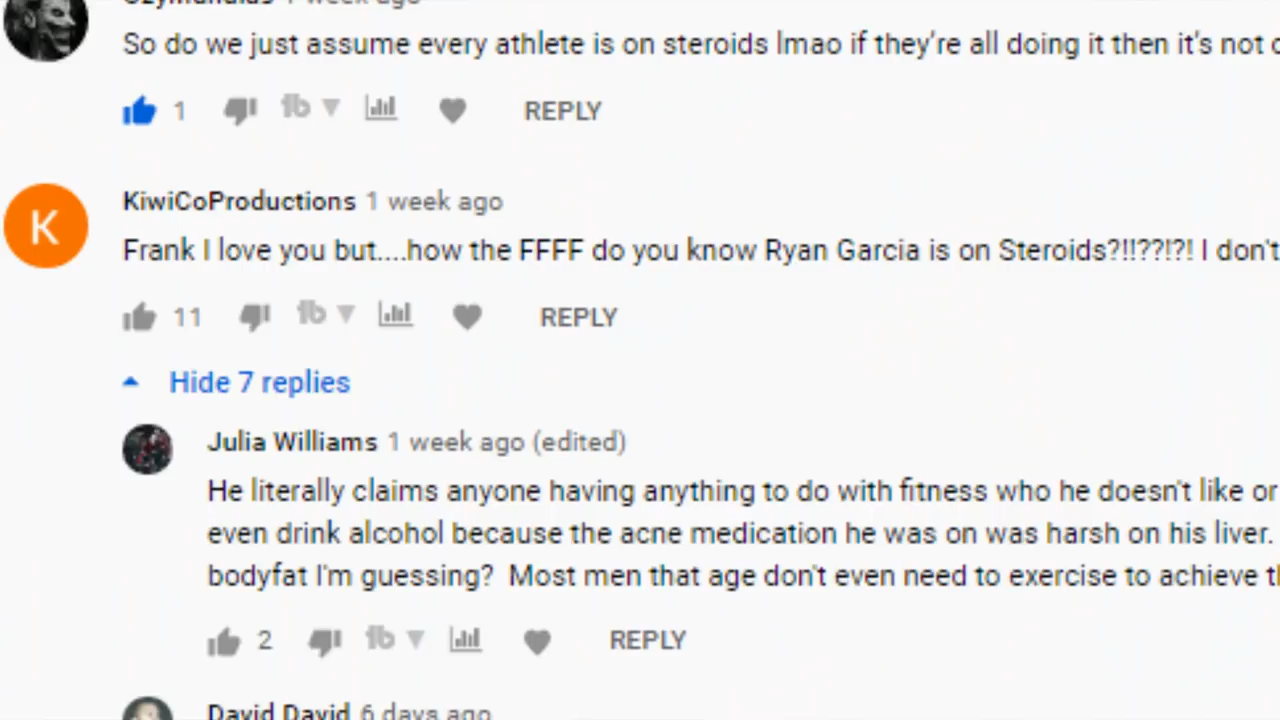 Ozymandias 1 week ago
So do we just assume every athlete is on steroids lmao if they're all doing it then it's not
1 REPLY
K
KiwiCoProductions 1 week ago
Frank I love you but....how the FFFF do you know Ryan Garcia is on Steroids?!!??!?! I don't
11 REPLY
Hide 7 replies
Julia Williams 1 week ago (edited)
He literally claims anyone having anything to do with fitness who he doesn't like or
even drink alcohol because the acne medication he was on was harsh on his liver.
bodyfat I'm guessing? Most men that age don't even need to exercise to achieve
2 REPLY
David David 6 days ago